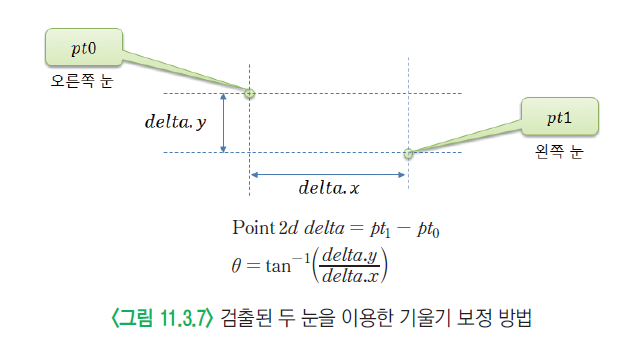 pt0
오른쪽 눈
delta.y
pt1
왼쪽 눈
delta.x
Point2d delta = pt₁ − pt₀
θ = tan⁻¹(delta.y/delta.x)
〈그림 11.3.7〉 검출된 두 눈을 이용한 기울기 보정 방법